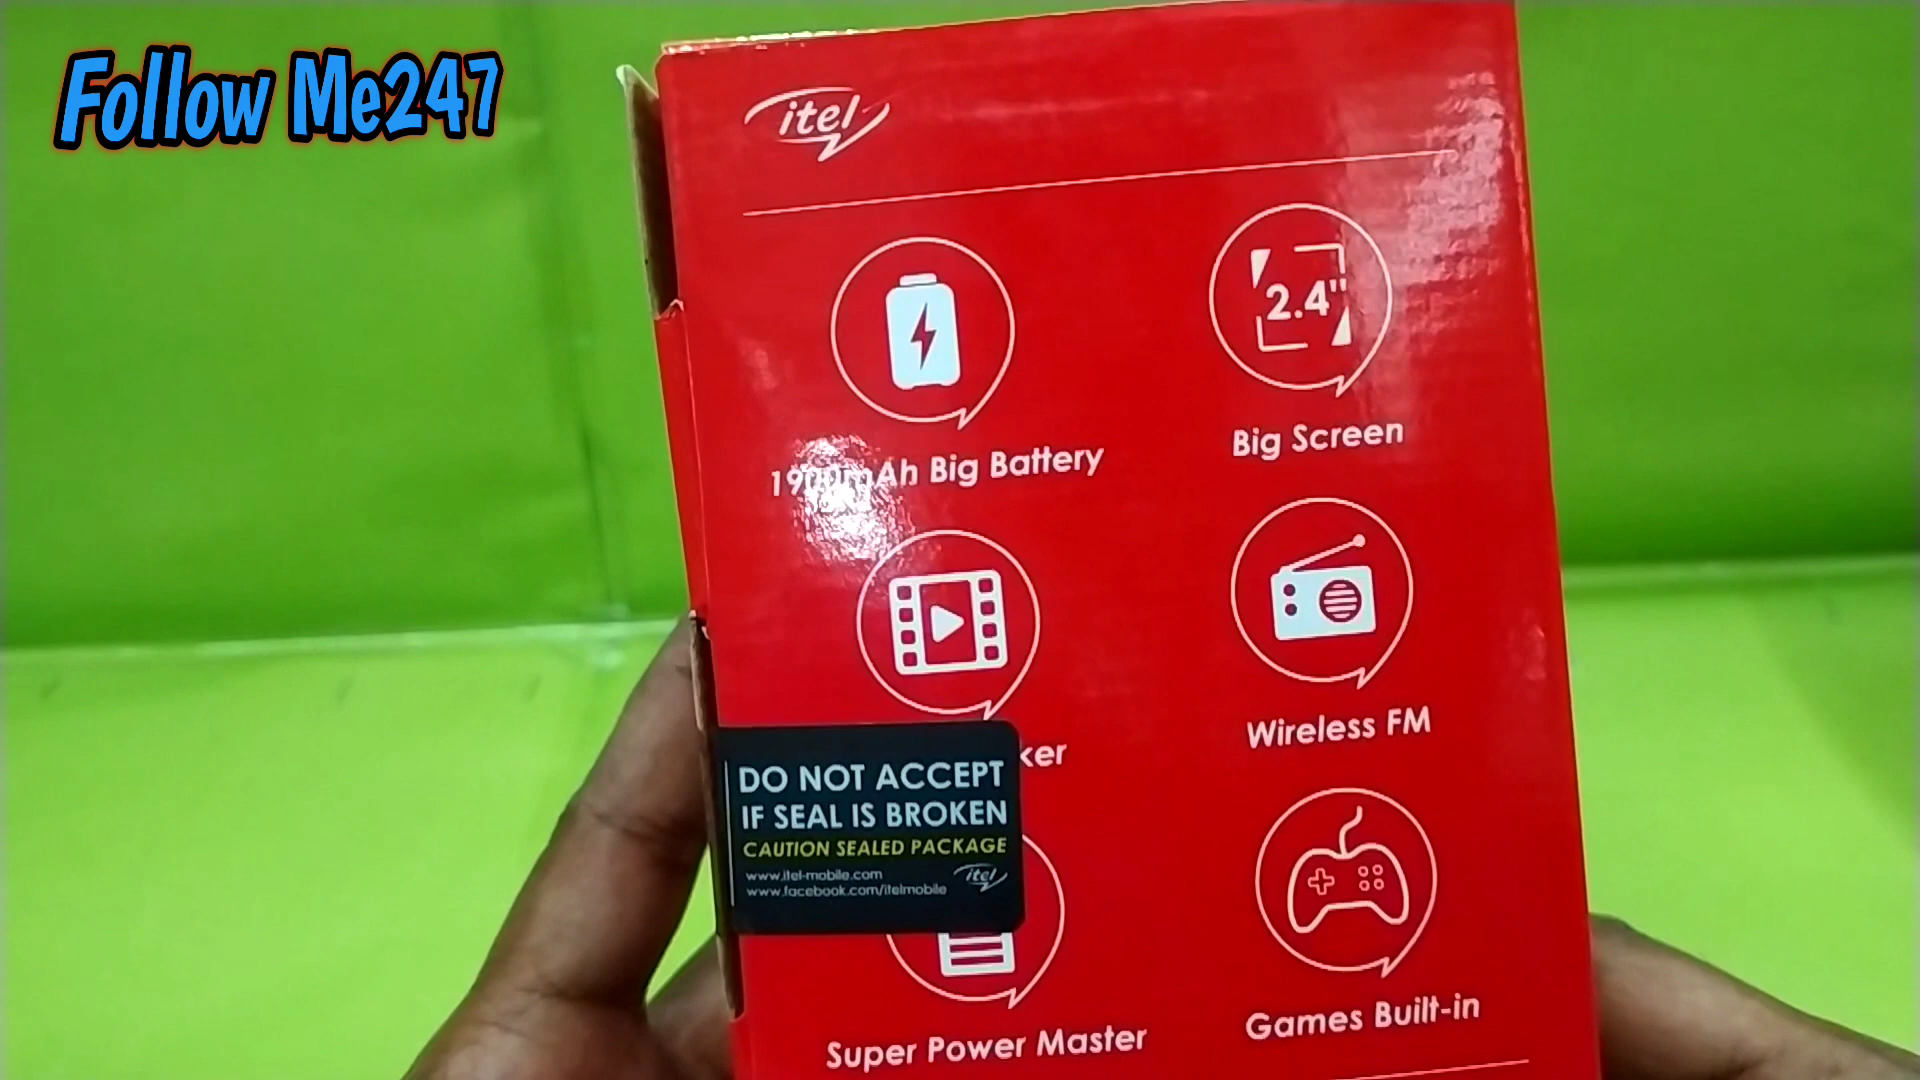 Follow Me247
itel
2.4"
1900mAh Big Battery
Big Screen
Wireless FM
DO NOT ACCEPT
IF SEAL IS BROKEN
CAUTION SEALED PACKAGE
www.itel-mobile.com
www.facebook.com/itelmobile
itel
Super Power Master
Games Built-in